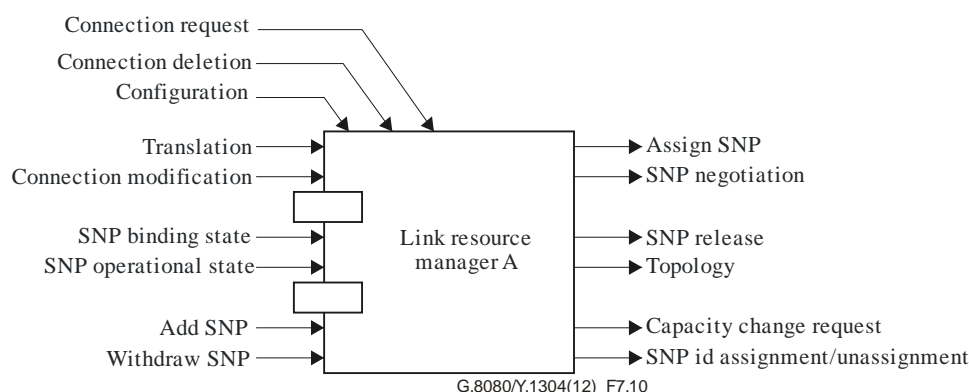 Connection request
Connection deletion
Configuration
Translation
Connection modification
SNP binding state
SNP operational state
Add SNP
Withdraw SNP
Link resource
manager A
Assign SNP
SNP negotiation
SNP release
Topology
Capacity change request
SNP id assignment/unassignment
G.8080/Y.1304(12)_F7.10